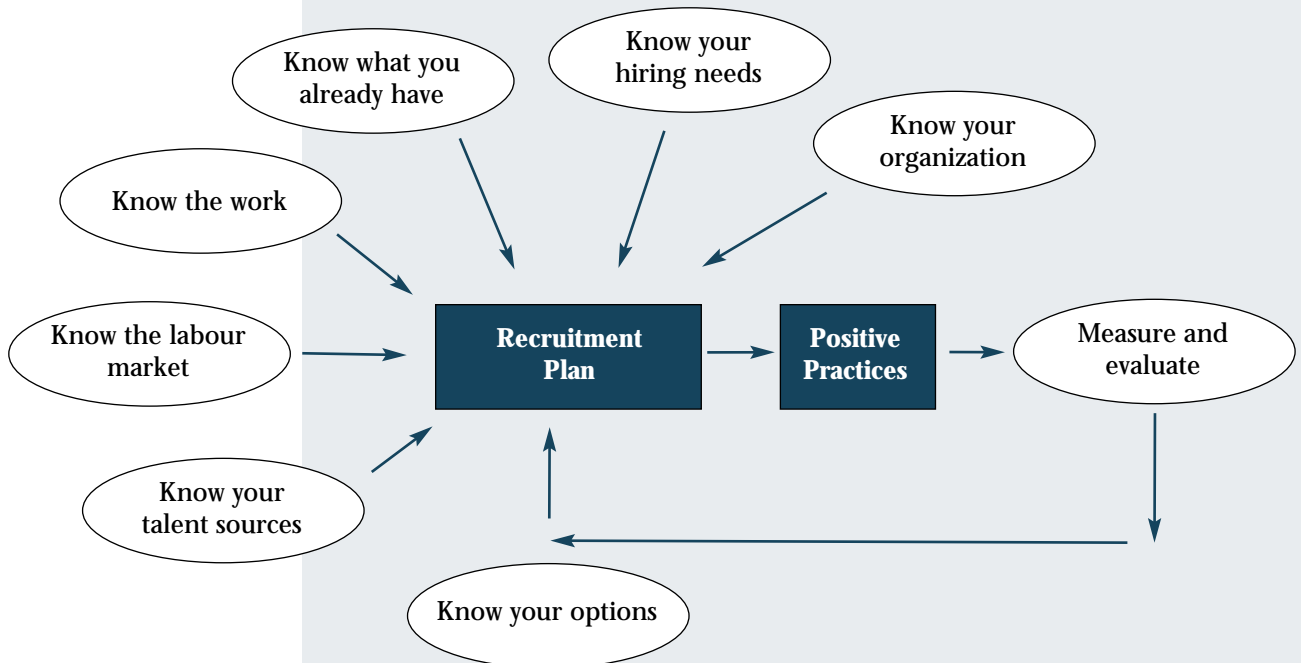 Know your
hiring needs
Know what you
already have
Know your
organization
Know the work
Know the labour
market
Recruitment
Plan
Positive
Practices
Measure and
evaluate
Know your
talent sources
Know your options